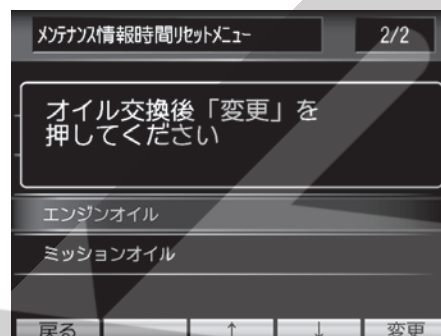 メンテナンス情報時間リセットメニュー
2/2
オイル交換後「変更」を
押してください
エンジンオイル
ミッションオイル
戻る ↑ ↓ 変更